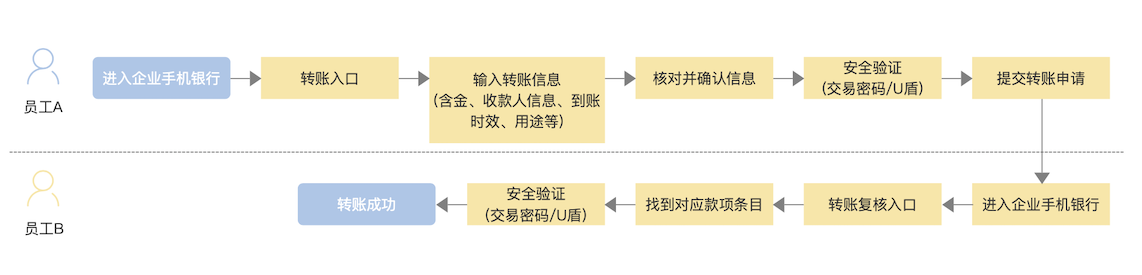 员工A
进入企业手机银行
转账入口
输入转账信息
（含金、收款人信息、到账
时效、用途等）
核对并确认信息
安全验证
（交易密码/U盾）
提交转账申请
员工B
进入企业手机银行
转账复核入口
找到对应款项条目
安全验证
（交易密码/U盾）
转账成功